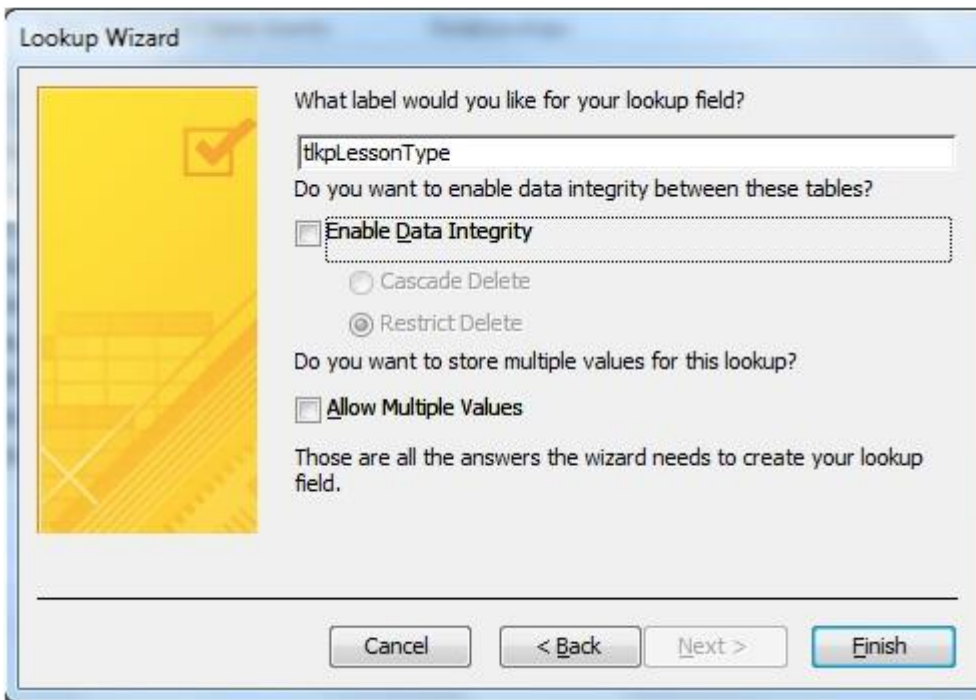 Lookup Wizard
What label would you like for your lookup field?
tlkpLessonType
Do you want to enable data integrity between these tables?
Enable Data Integrity
Cascade Delete
Restrict Delete
Do you want to store multiple values for this lookup?
Allow Multiple Values
Those are all the answers the wizard needs to create your lookup
field.
Cancel
< Back
Next >
Finish